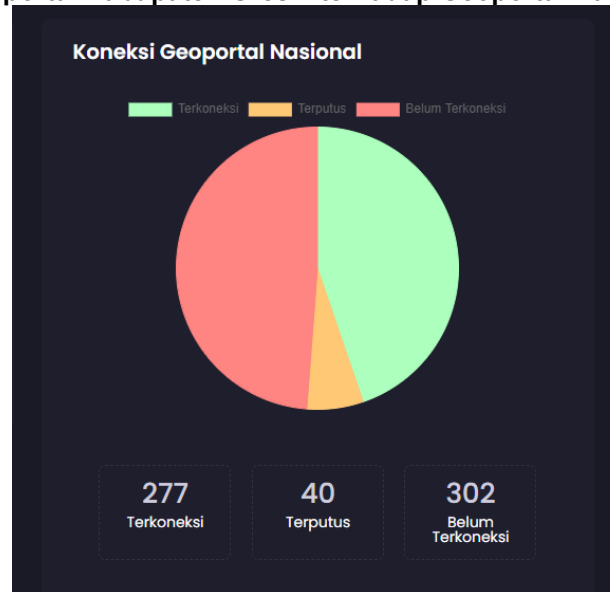 Koneksi Geoportal Nasional
Terkoneksi Terputus Belum Terkoneksi
277 40 302
Terkoneksi Terputus Belum
Terkoneksi